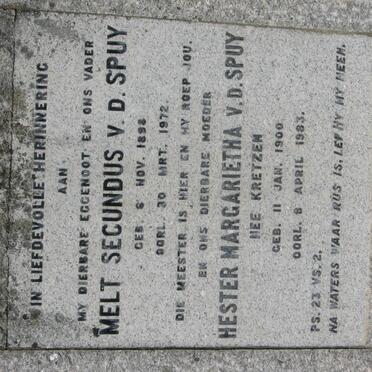 IN LIEFDEVOLLE HERINNERING
AAN
MY DIERBARE EGGENOOT EN ONS VADER
MELT SECUNDUS V. D. SPUY
GEB. 6 NOV. 1898
OORL. 30 MRT. 1972.
DIE MEESTER IS HIER EN HY ROEP JOU.
EN ONS DIERBARE MOEDER
HESTER MARGARIETHA V. D. SPUY
NEE KRETZEN
GEB. 11 JAN. 1900
OORL. 8 APRIL 1983.
PS. 23 VS. 2.
NA WATERS WAAR RUS IS, LEI HY MY HEEN.